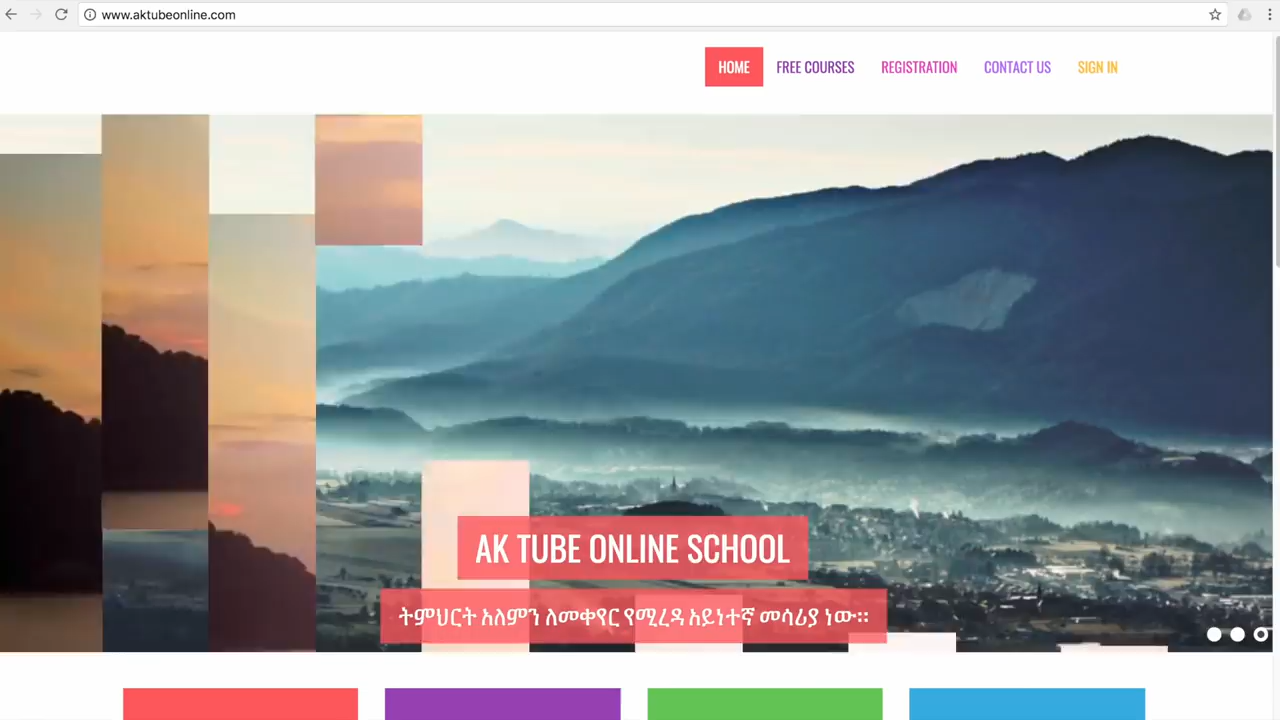 www.aktubeonline.com
HOME FREE COURSES REGISTRATION CONTACT US SIGN IN
AK TUBE ONLINE SCHOOL
ትምህርት አለምን ለመቀየር የሚረዳ አይነተኛ መሳሪያ ነው።